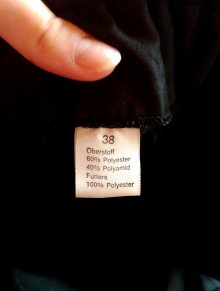 38
Oberstoff
60% Polyester
40% Polyamid
Futters
100% Polyester